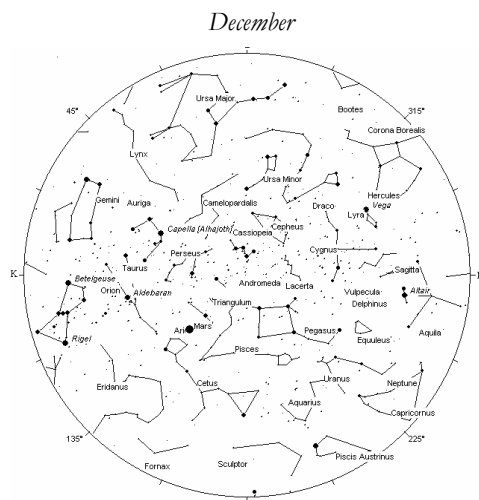 December
Ursa Major
Bootes
45°
315°
Corona Borealis
Lynx
Ursa Minor
Gemini
Auriga
Camelopardalis
Draco
Hercules
Vega
Lyra
Capella [Alhajoth]
Cassiopeia
Cepheus
Perseus
Cygnus
Taurus
Sagitta
K
Betelgeuse
Orion
Aldebaran
Andromeda
Lacerta
Vulpecula
Delphinus
Altair
Triangulum
Rigel
Ari
Mars
Pegasus
Equuleus
Aquila
Pisces
Eridanus
Cetus
Uranus
Neptune
Aquarius
Capricornus
135°
225°
Fornax
Sculptor
Piscis Austrinus